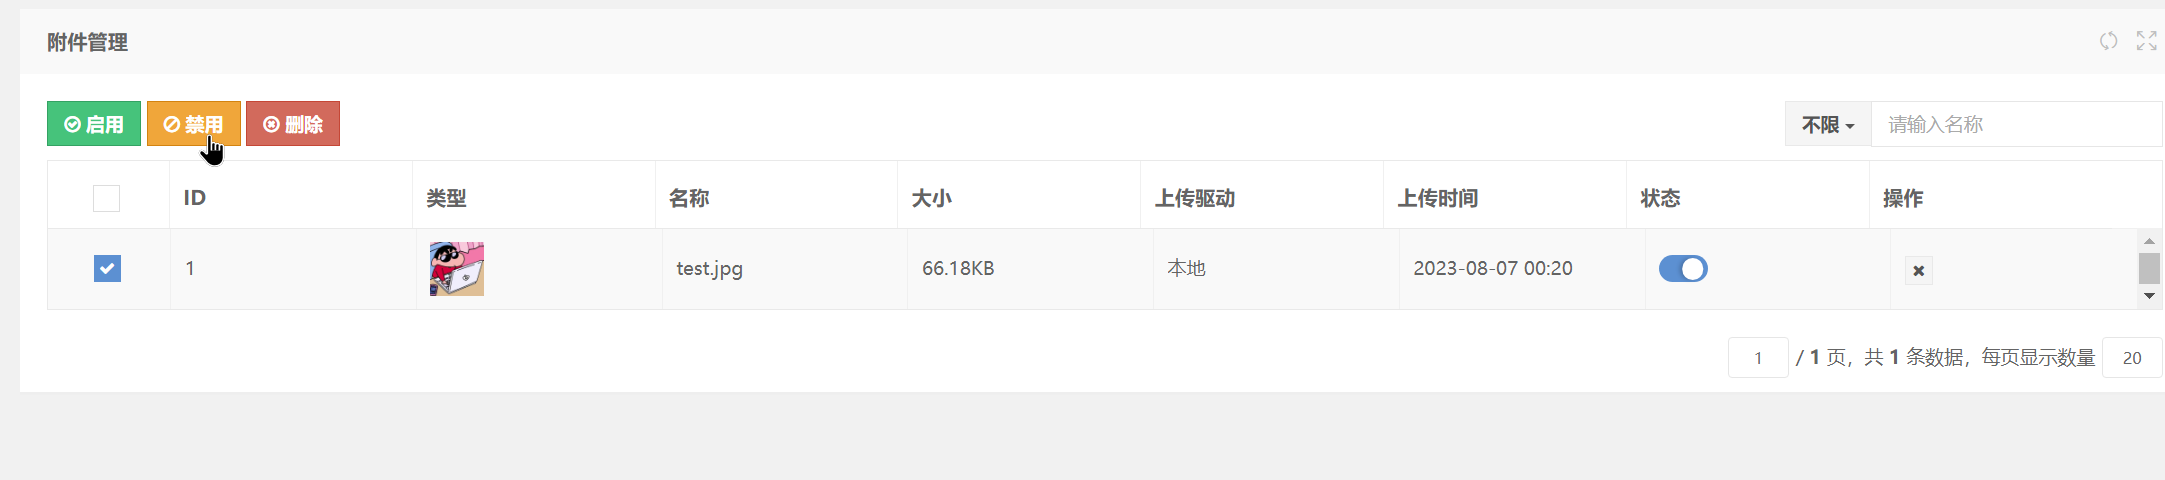 附件管理
启用 禁用 删除 不限 请输入名称
ID 类型 名称 大小 上传驱动 上传时间 状态 操作
1 test.jpg 66.18KB 本地 2023-08-07 00:20
1 / 1 页，共 1 条数据，每页显示数量 20